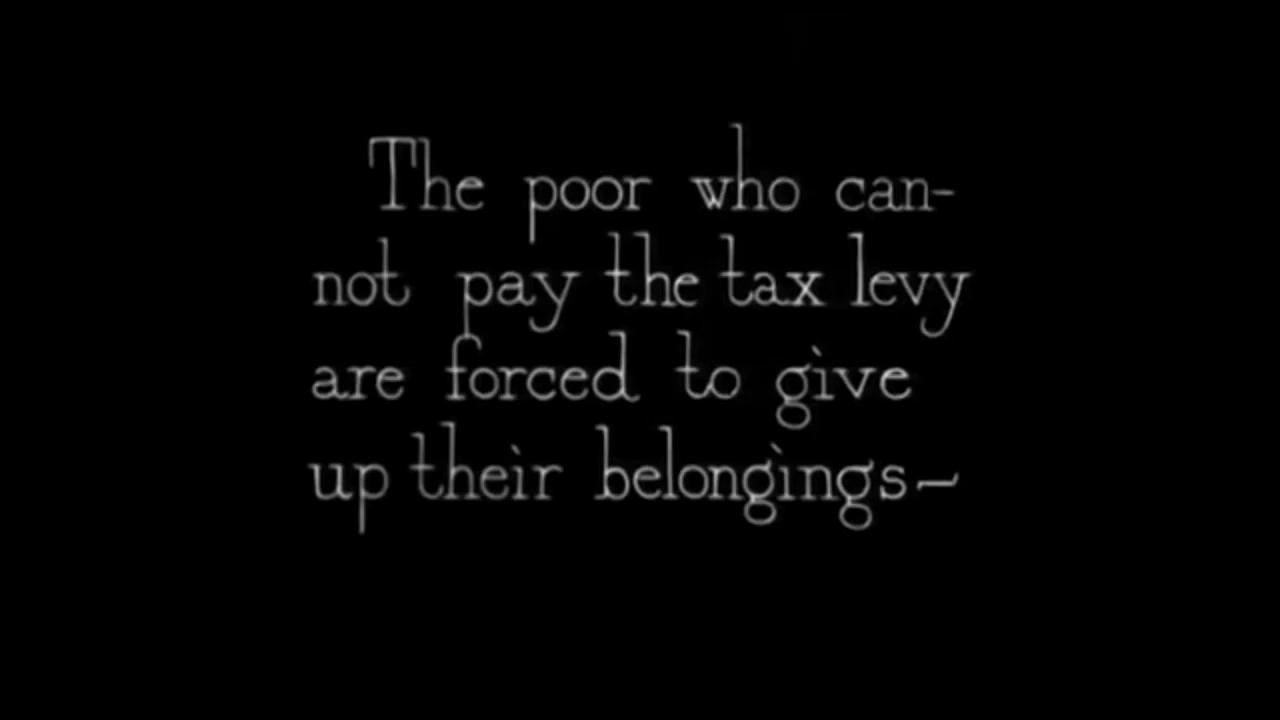 The poor who can-
not pay the tax levy
are forced to give
up their belongings—